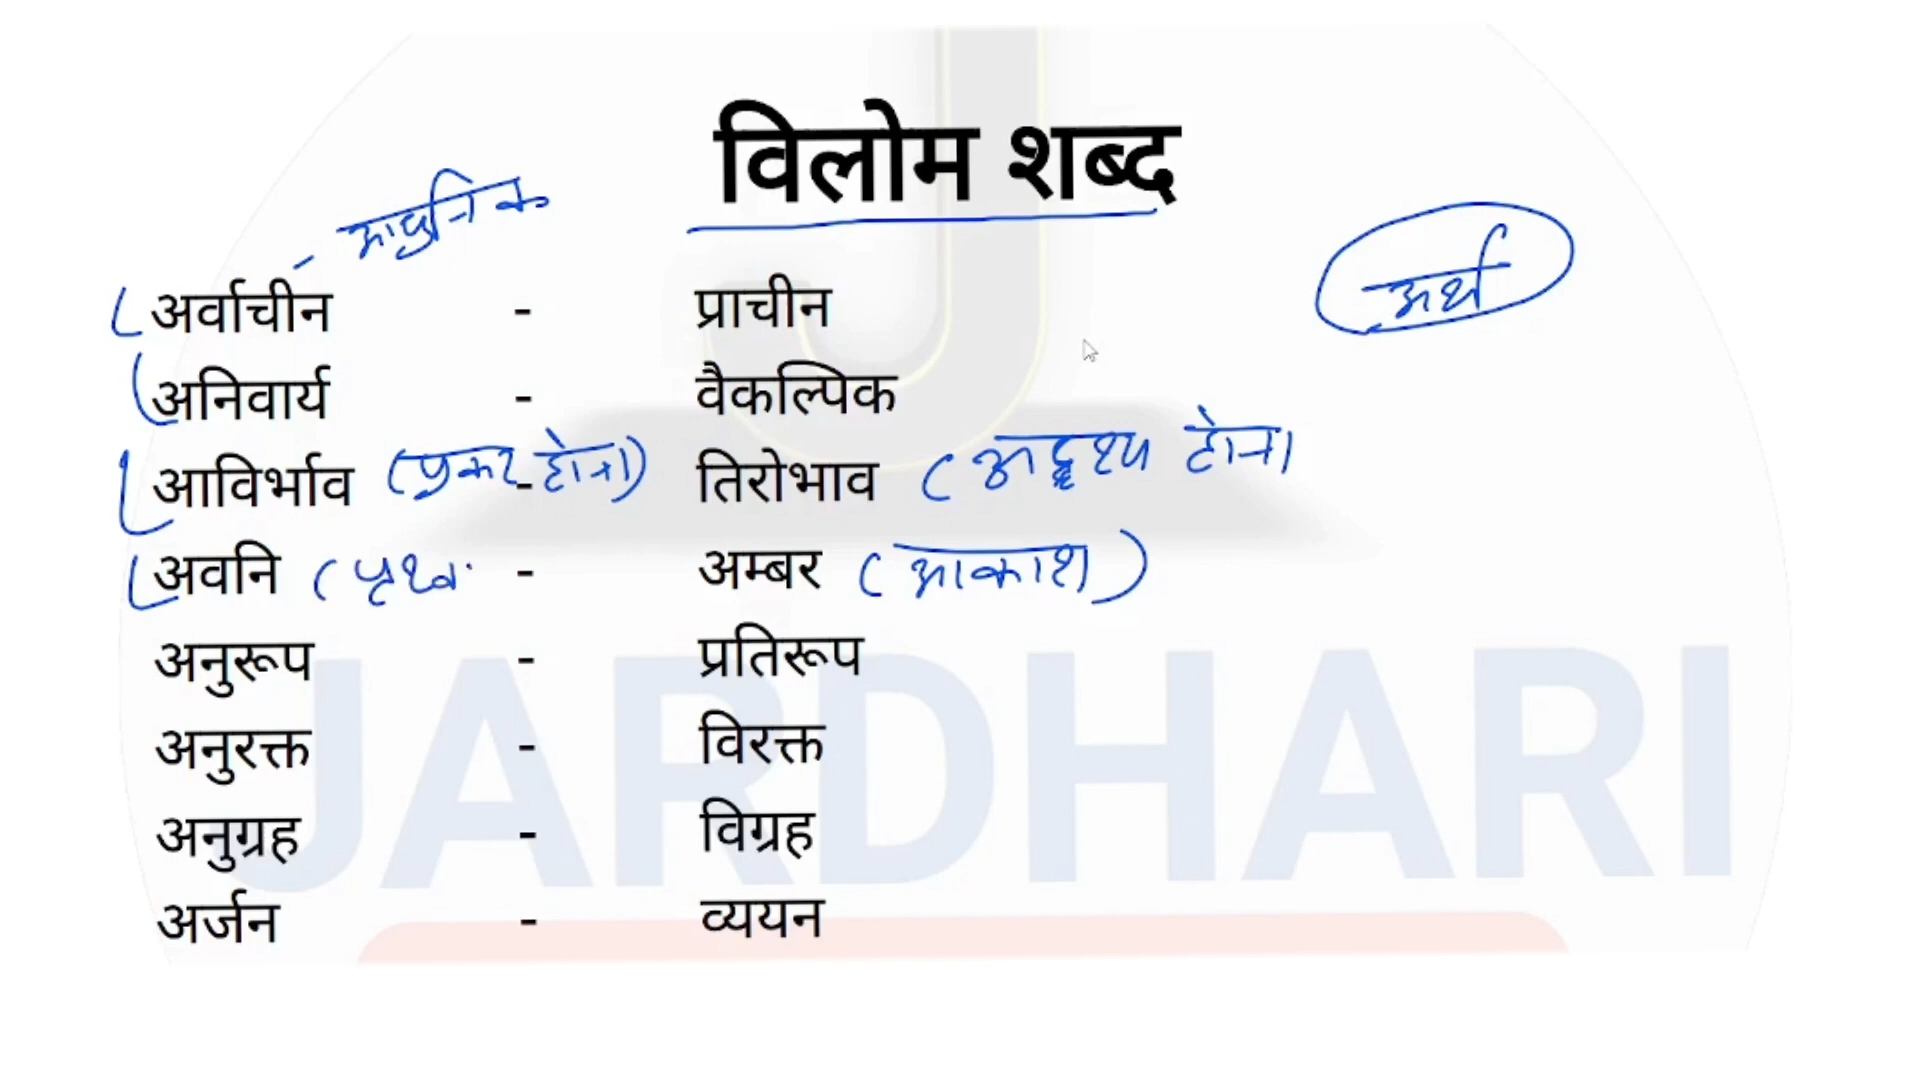 विलोम शब्द
- आधुनिक
अर्थ
अर्वाचीन - प्राचीन
अनिवार्य - वैकल्पिक
आविर्भाव (प्रकट होना) - तिरोभाव (अदृश्य होना
अवनि (पृथ्व - अम्बर (आकाश)
अनुरूप - प्रतिरूप
अनुरक्त - विरक्त
अनुग्रह - विग्रह
अर्जन - व्ययन
JARDHARI